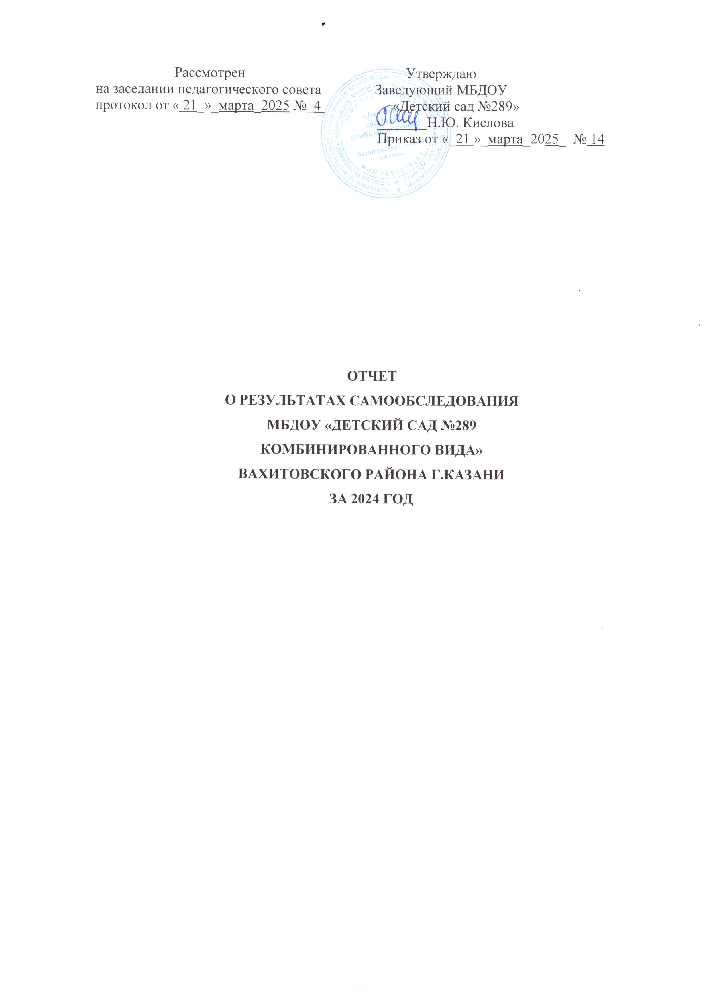 Рассмотрен
на заседании педагогического совета
протокол от «_21_»_марта_2025 №_4_
Утверждаю
Заведующий МБДОУ
«Детский сад №289»
_______Н.Ю. Кислова
Приказ от «_21_»_марта_2025_ №_14
комбинированного
Вахитовского района
г.Казани
ИНН 1654035580
ОТЧЕТ
О РЕЗУЛЬТАТАХ САМООБСЛЕДОВАНИЯ
МБДОУ «ДЕТСКИЙ САД №289
КОМБИНИРОВАННОГО ВИДА»
ВАХИТОВСКОГО РАЙОНА Г.КАЗАНИ
ЗА 2024 ГОД